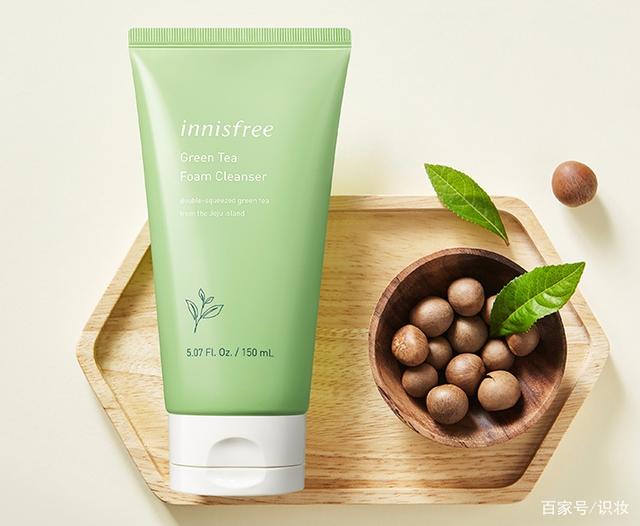 innisfree
Green Tea
Foam Cleanser
double-squeezed green tea
from the Jeju island
5.07 Fl. Oz. / 150 mL
百家号/识妆